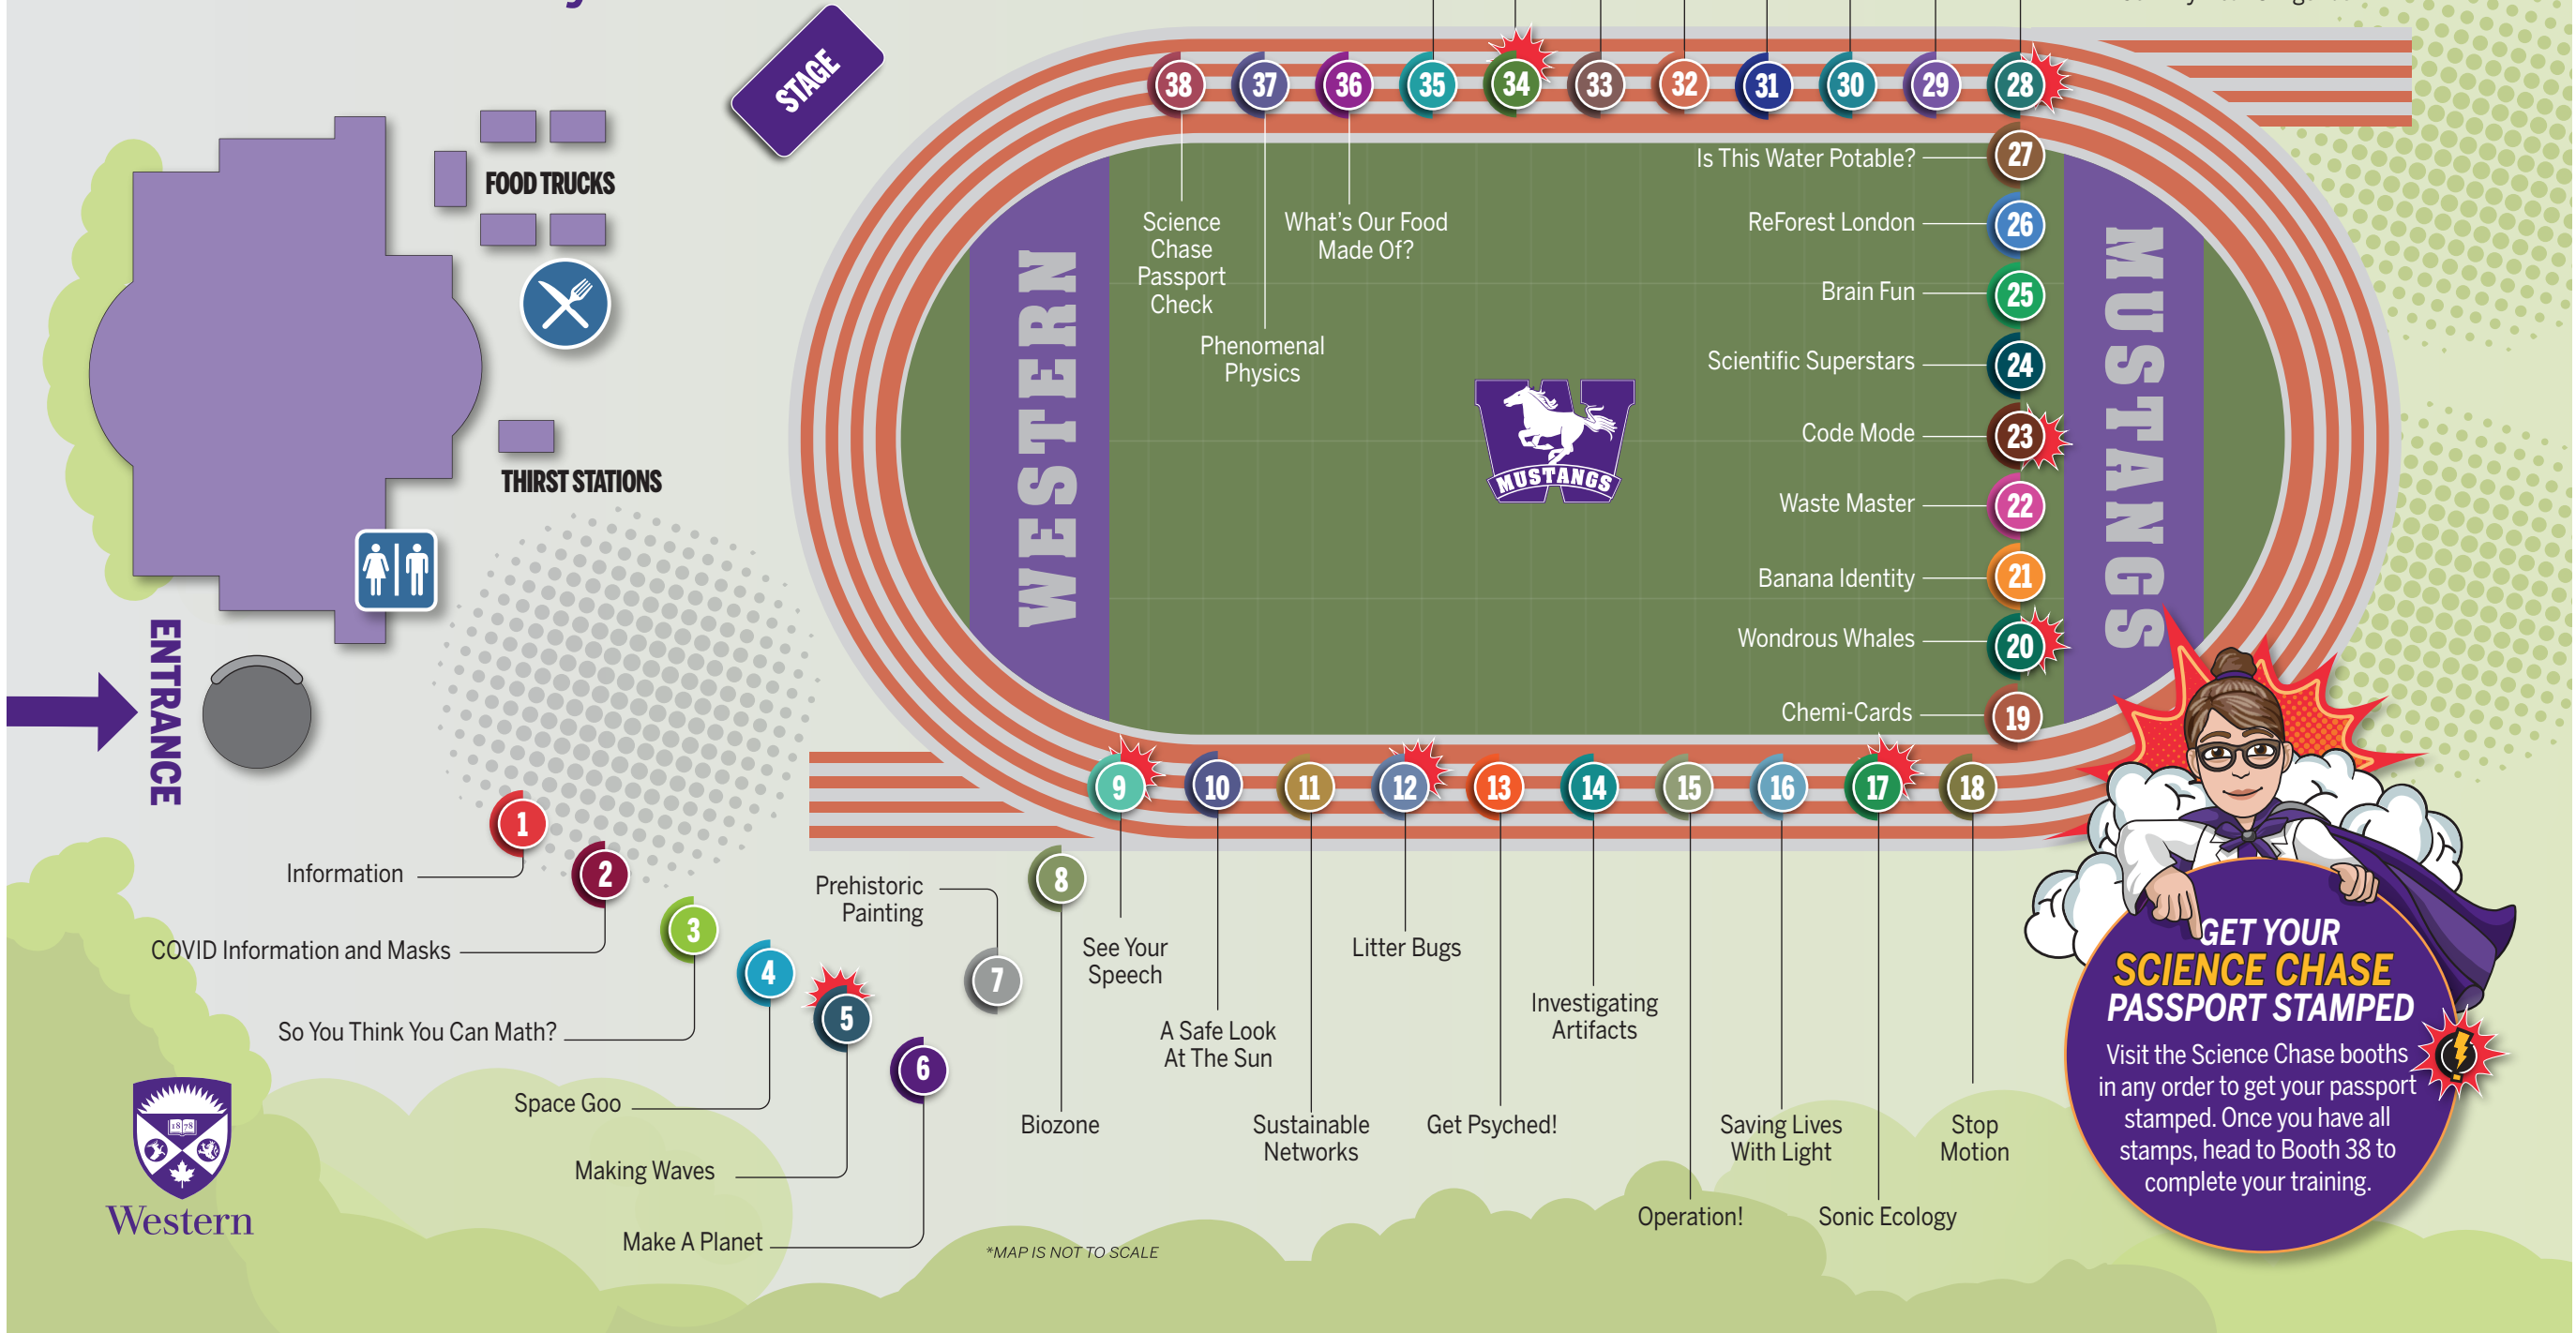 STAGE
38
37
36
35
34
33
32
31
30
29
28
FOOD TRUCKS
Science
Chase
Passport
Check
Phenomenal
Physics
What's Our Food
Made Of?
Is This Water Potable?
27
ReForest London
26
Brain Fun
25
Scientific Superstars
24
Code Mode
23
Waste Master
22
Banana Identity
21
Wondrous Whales
20
Chemi-Cards
19
WESTERN
MUSTANGS
MUSTANGS
THIRST STATIONS
ENTRANCE
9
10
11
12
13
14
15
16
17
18
1
Information
2
COVID Information and Masks
3
So You Think You Can Math?
4
Space Goo
5
Making Waves
6
Make A Planet
Prehistoric
Painting
7
8
Biozone
See Your
Speech
A Safe Look
At The Sun
Sustainable
Networks
Litter Bugs
Get Psyched!
Investigating
Artifacts
Operation!
Saving Lives
With Light
Sonic Ecology
Stop
Motion
GET YOUR
SCIENCE CHASE
PASSPORT STAMPED
Visit the Science Chase booths
in any order to get your passport
stamped. Once you have all
stamps, head to Booth 38 to
complete your training.
1878
Western
*MAP IS NOT TO SCALE